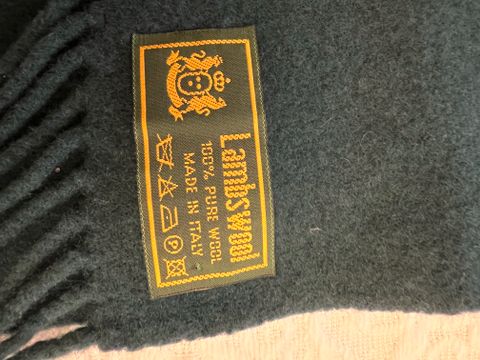 Lambswool
100% PURE WOOL
MADE IN ITALY
P